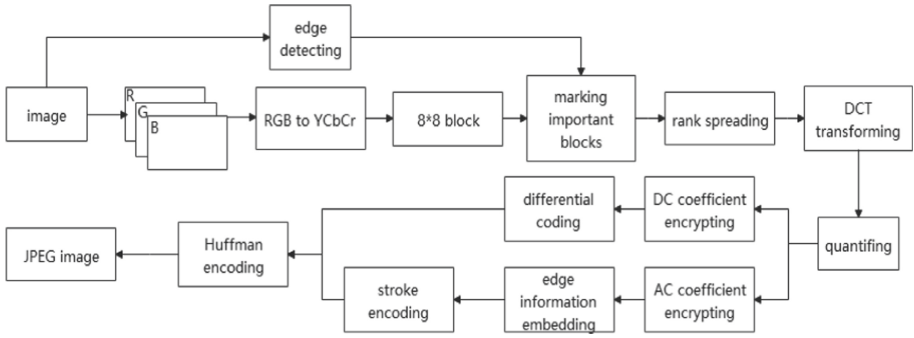 edge
detecting
image
R
G
B
RGB to YCbCr
8*8 block
marking
important
blocks
rank spreading
DCT
transforming
differential
coding
DC coefficient
encrypting
quantifing
JPEG image
Huffman
encoding
stroke
encoding
edge
information
embedding
AC coefficient
encrypting